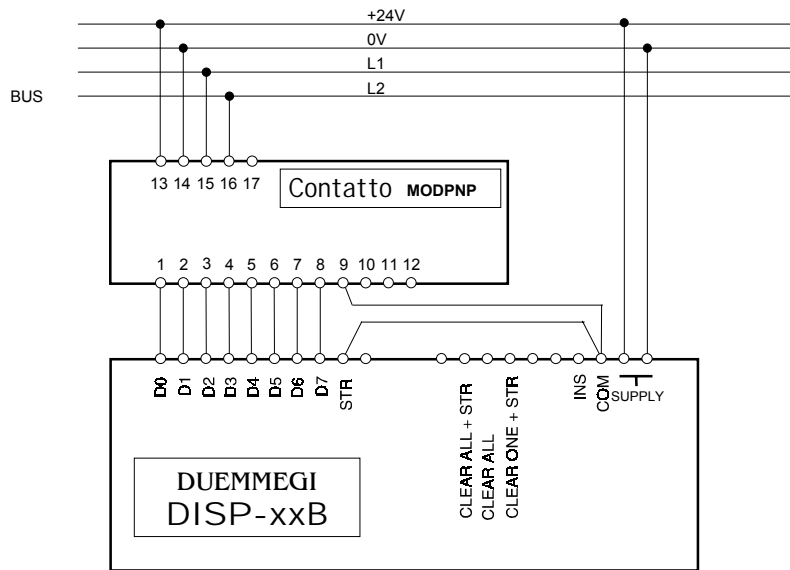 +24V
0V
L1
BUS
L2
13 14 15 16 17
Contatto MODPNP
1 2 3 4 5 6 7 8 9 10 11 12
D0 D1 D2 D3 D4 D5 D6 D7 STR
CLEAR ALL + STR
CLEAR ALL
CLEAR ONE + STR
INS
COM
SUPPLY
DUEMMEGI
DISP-xxB